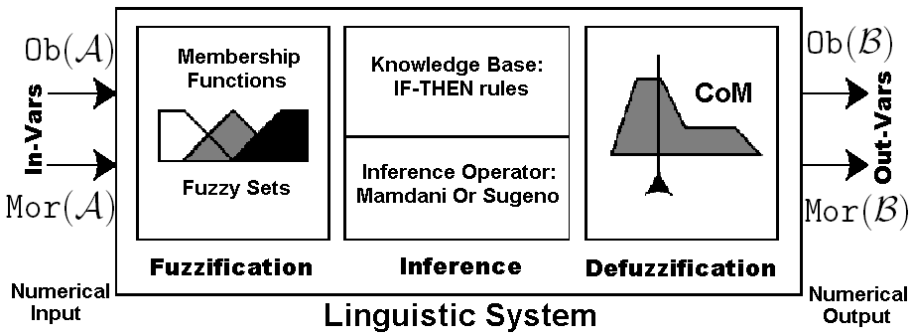 Ob(𝒜)
In-Vars
Mor(𝒜)
Numerical
Input
Membership
Functions
Fuzzy Sets
Fuzzification
Knowledge Base:
IF-THEN rules
Inference Operator:
Mamdani Or Sugeno
Inference
CoM
Defuzzification
Ob(ℬ)
Out-Vars
Mor(ℬ)
Numerical
Output
Linguistic System